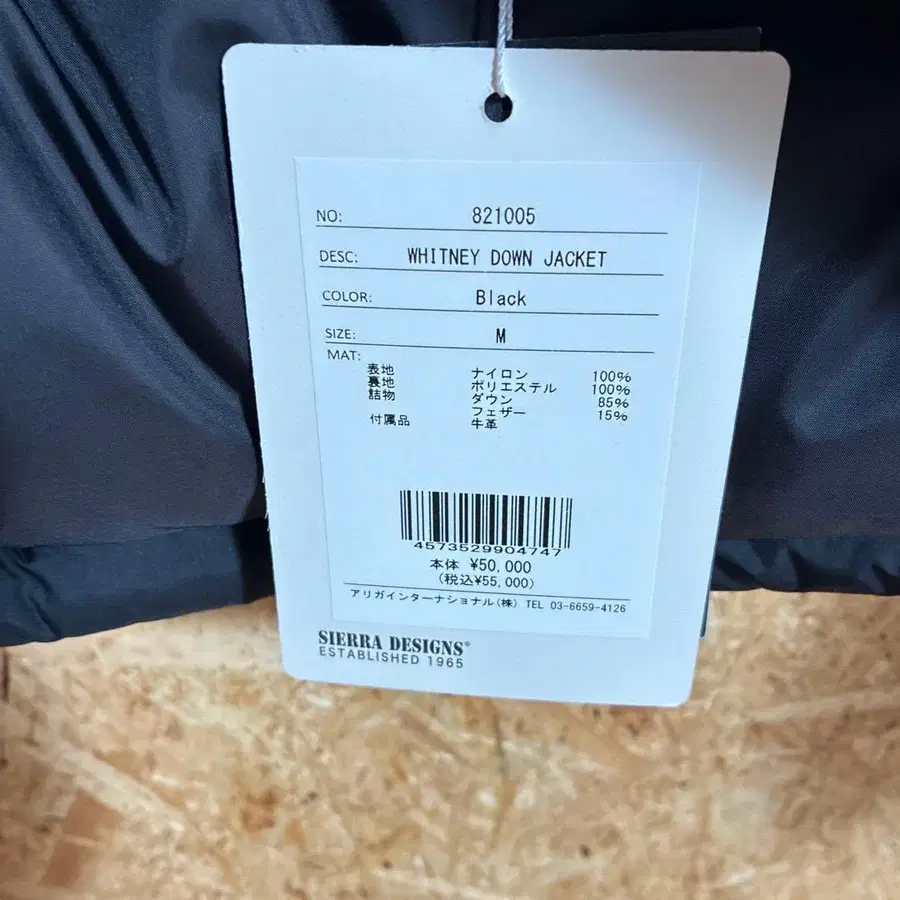 NO: 821005
DESC: WHITNEY DOWN JACKET
COLOR: Black
SIZE: M
MAT:
表地 ナイロン 100%
裏地 ポリエステル 100%
詰物 ダウン 85%
フェザー 15%
付属品 牛革
4573529904747
本体 ¥50,000
(税込¥55,000)
アリガインターナショナル(株) TEL 03-6659-4126
SIERRA DESIGNS®
ESTABLISHED 1965